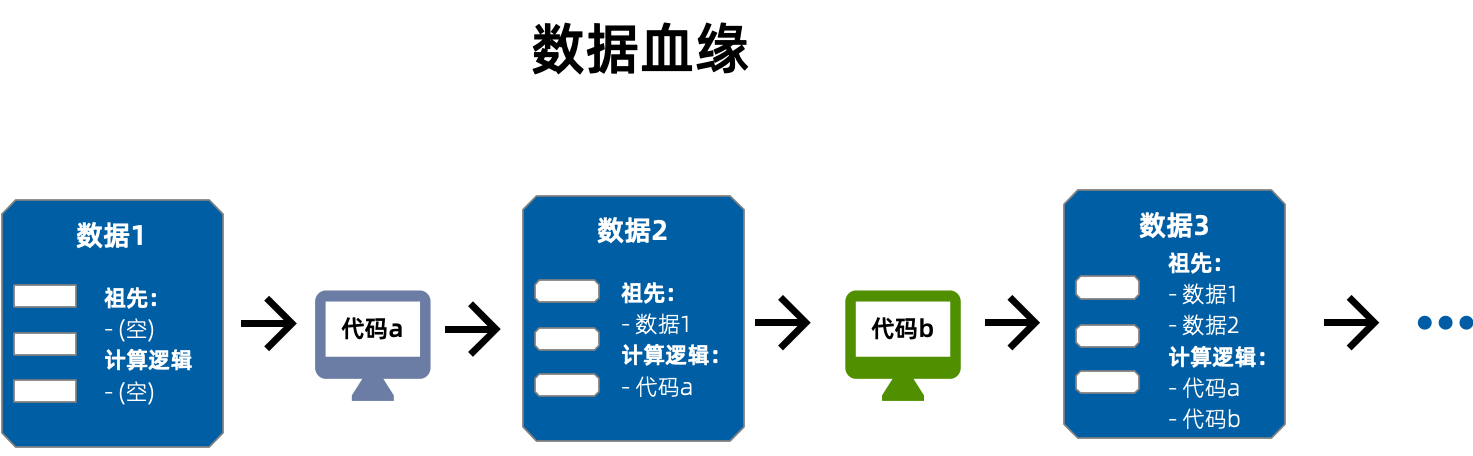 数据血缘
数据1
祖先：
- (空)
计算逻辑
- (空)
代码a
数据2
祖先：
- 数据1
计算逻辑：
- 代码a
代码b
数据3
祖先：
- 数据1
- 数据2
计算逻辑：
- 代码a
- 代码b